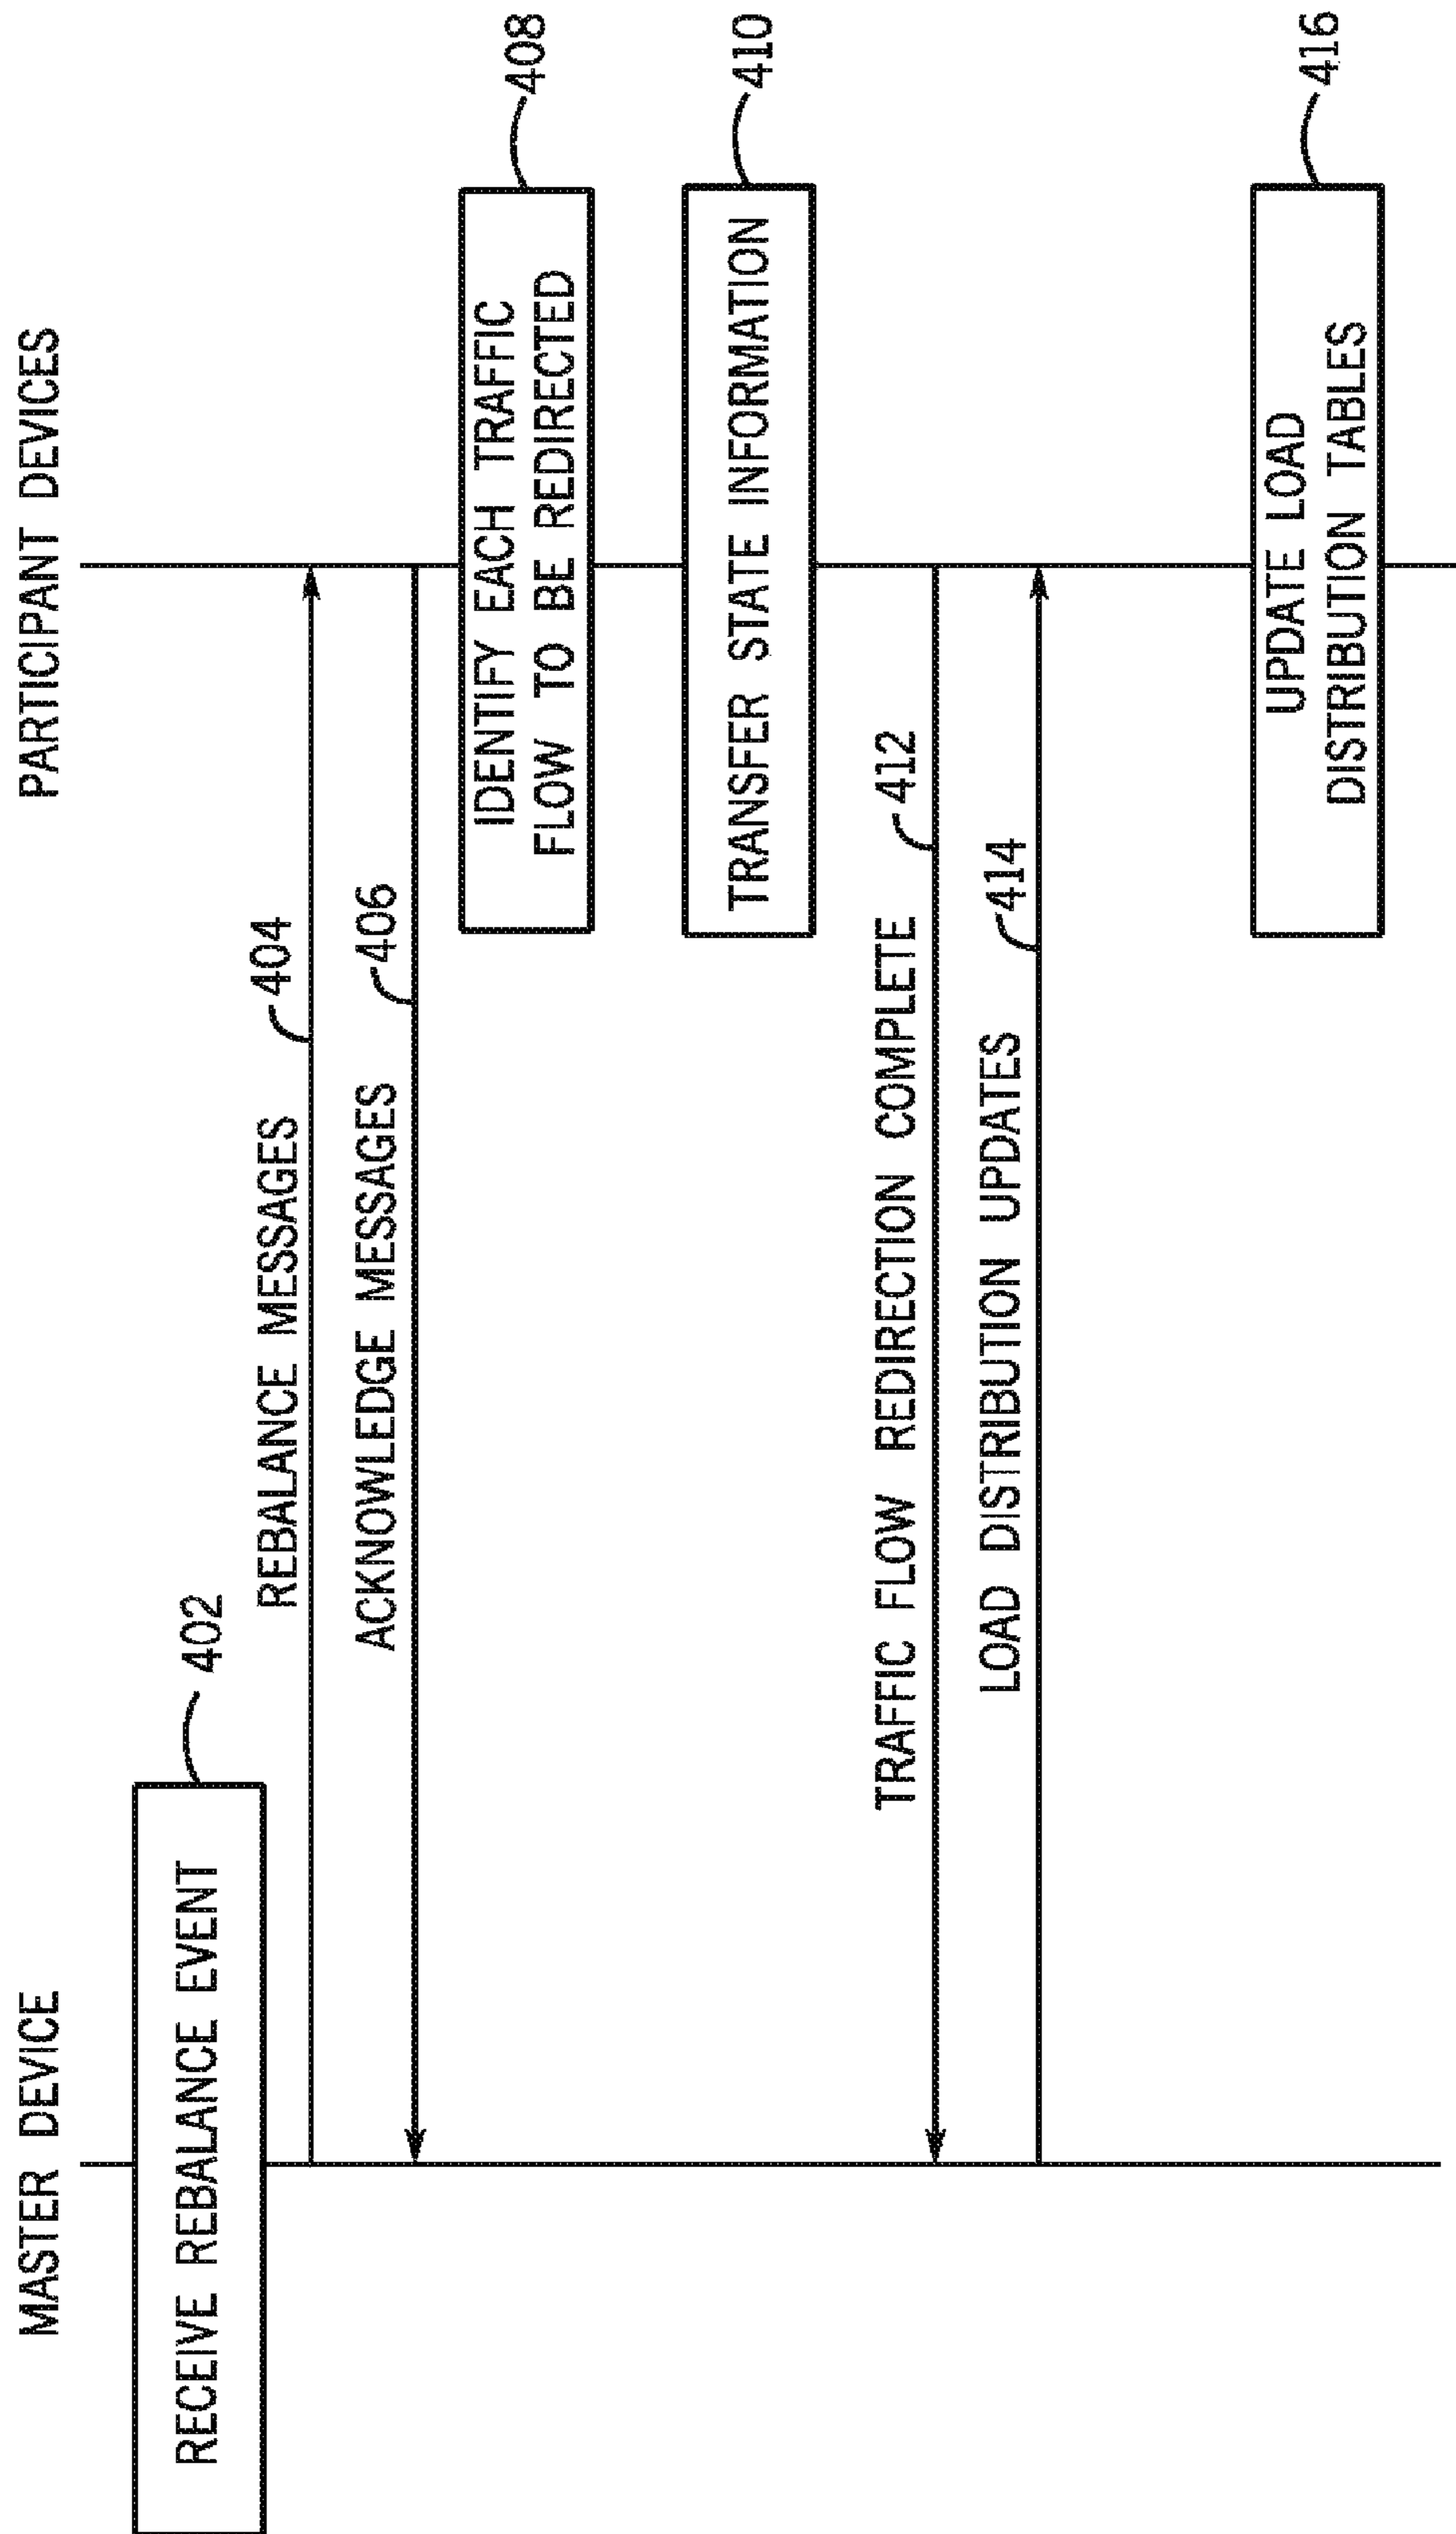 MASTER DEVICE
PARTICIPANT DEVICES
RECEIVE REBALANCE EVENT
402
REBALANCE MESSAGES
404
ACKNOWLEDGE MESSAGES
406
IDENTIFY EACH TRAFFIC
FLOW TO BE REDIRECTED
408
TRANSFER STATE INFORMATION
410
TRAFFIC FLOW REDIRECTION COMPLETE
412
LOAD DISTRIBUTION UPDATES
414
UPDATE LOAD
DISTRIBUTION TABLES
416